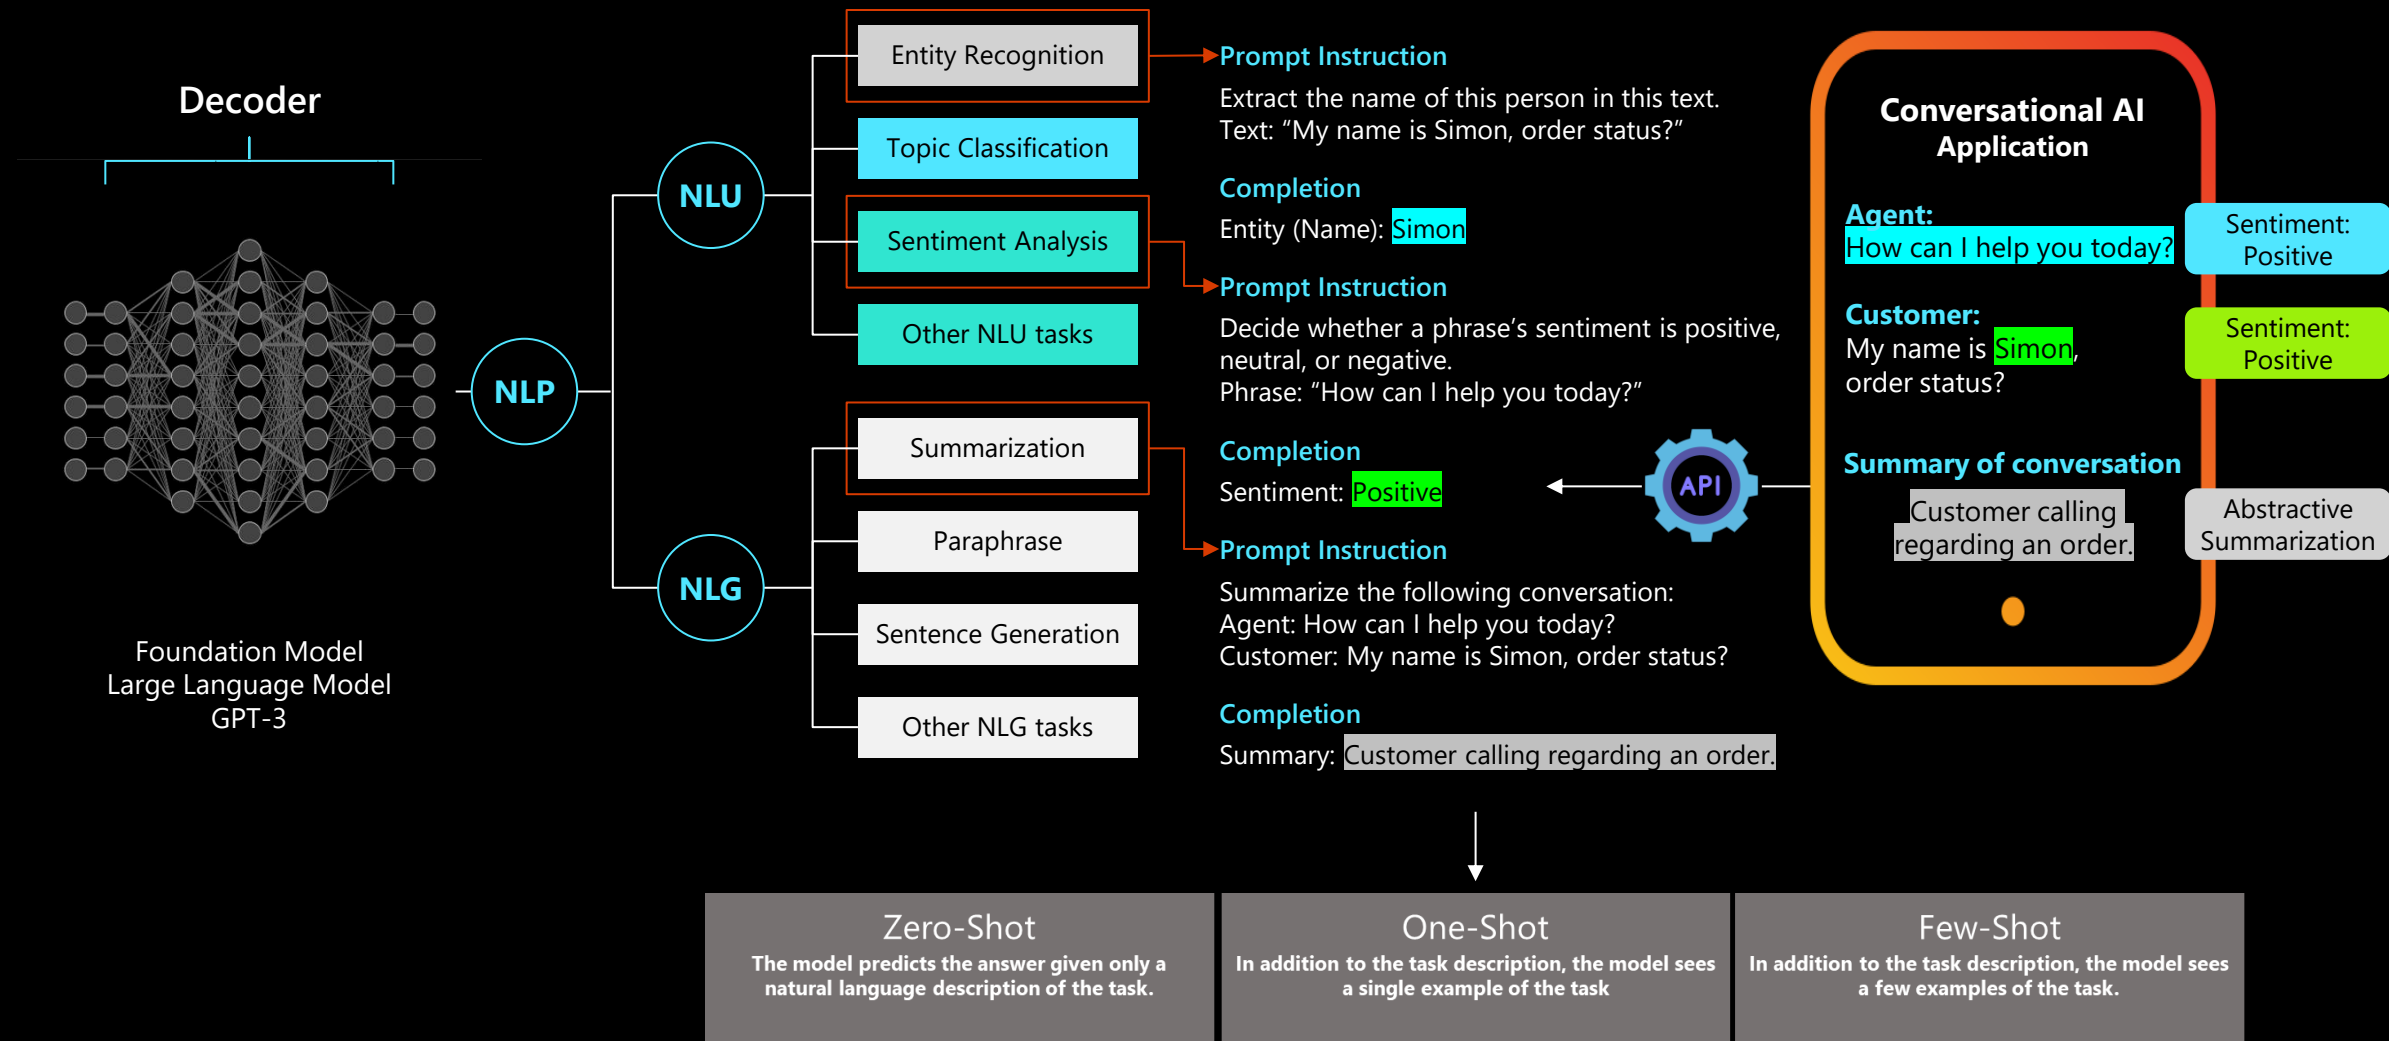 Decoder
Foundation Model
Large Language Model
GPT-3
NLP
NLU
NLG
Entity Recognition
Topic Classification
Sentiment Analysis
Other NLU tasks
Summarization
Paraphrase
Sentence Generation
Other NLG tasks
Prompt Instruction
Extract the name of this person in this text.
Text: “My name is Simon, order status?”
Completion
Entity (Name): Simon
Prompt Instruction
Decide whether a phrase’s sentiment is positive,
neutral, or negative.
Phrase: “How can I help you today?”
Completion
Sentiment: Positive
Prompt Instruction
Summarize the following conversation:
Agent: How can I help you today?
Customer: My name is Simon, order status?
Completion
Summary: Customer calling regarding an order.
API
Conversational AI
Application
Agent:
How can I help you today?
Sentiment:
Positive
Customer:
My name is Simon,
order status?
Sentiment:
Positive
Summary of conversation
Customer calling
regarding an order.
Abstractive
Summarization
Zero-Shot
The model predicts the answer given only a
natural language description of the task.
One-Shot
In addition to the task description, the model sees
a single example of the task
Few-Shot
In addition to the task description, the model sees
a few examples of the task.